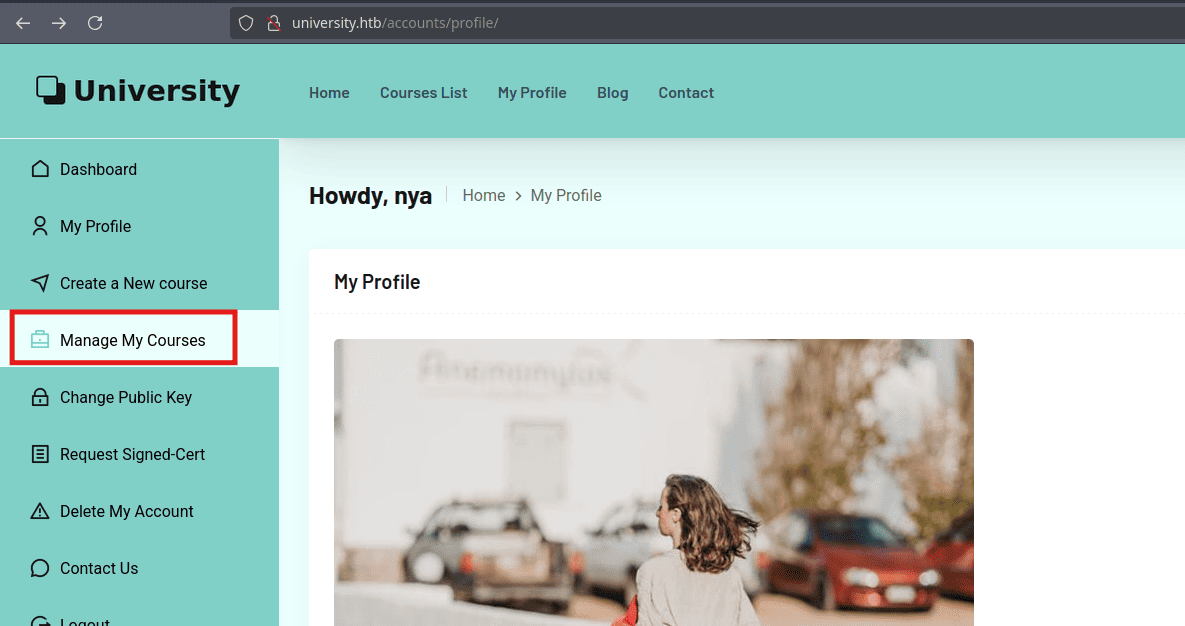 university.htb/accounts/profile/
University
Home Courses List My Profile Blog Contact
Dashboard
My Profile
Create a New course
Manage My Courses
Change Public Key
Request Signed-Cert
Delete My Account
Contact Us
Logout
Howdy, nya Home > My Profile
My Profile